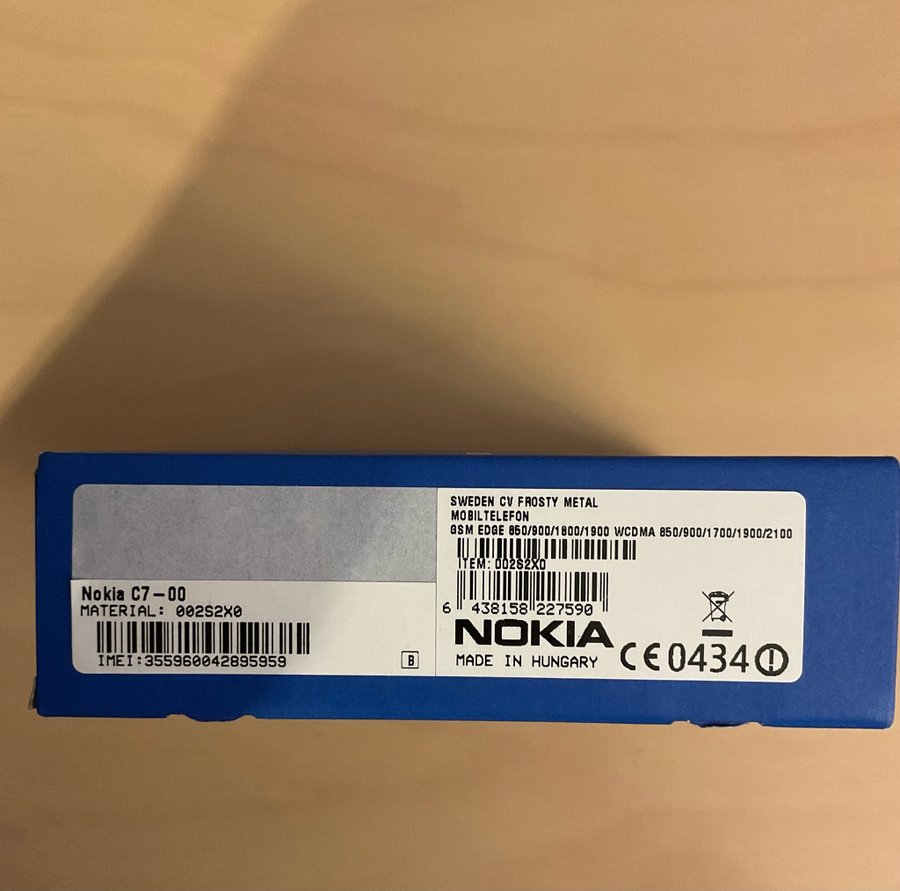 Nokia C7-00
MATERIAL: 002S2X0
IMEI:355960042895959
B
SWEDEN CV FROSTY METAL
MOBILTELEFON
GSM EDGE 850/900/1800/1900 WCDMA 850/900/1700/1900/2100
ITEM: 002S2X0
6 438158 227590
NOKIA
MADE IN HUNGARY
CE0434